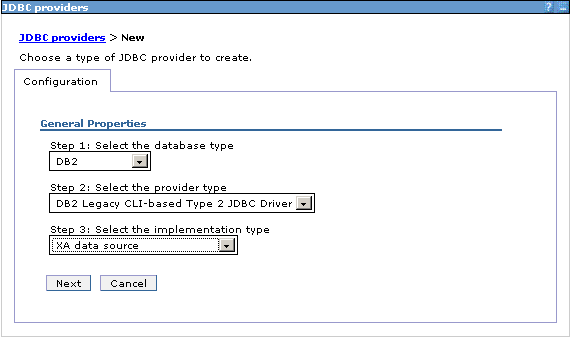 JDBC providers ? _
JDBC providers > New
Choose a type of JDBC provider to create.
Configuration
General Properties
Step 1: Select the database type
DB2
Step 2: Select the provider type
DB2 Legacy CLI-based Type 2 JDBC Driver
Step 3: Select the implementation type
XA data source
Next Cancel